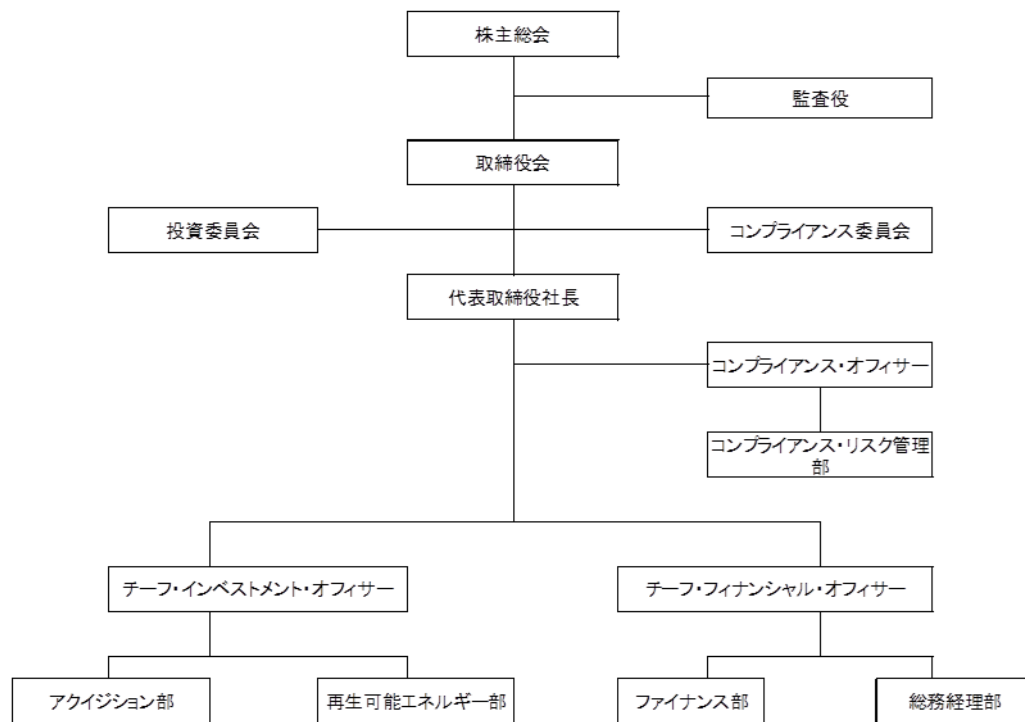 株主総会
監査役
取締役会
投資委員会
コンプライアンス委員会
代表取締役社長
コンプライアンス・オフィサー
コンプライアンス・リスク管理
部
チーフ・インベストメント・オフィサー
チーフ・フィナンシャル・オフィサー
アクイジション部
再生可能エネルギー部
ファイナンス部
総務経理部